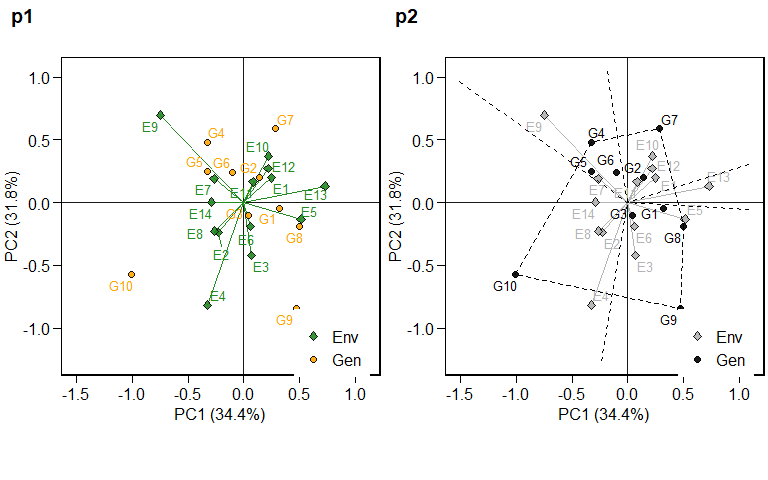 p1
p2
1.0
0.5
0.0
-0.5
-1.0
PC2 (31.8%)
E9
G4
G7
E10
G5
G6
G2
E12
E7
E1
E13
E14
G1
E5
E8
E6
G8
E2
E3
G10
E4
G9
Env
Gen
-1.5
-1.0
-0.5
0.0
0.5
1.0
PC1 (34.4%)
1.0
0.5
0.0
-0.5
-1.0
PC2 (31.8%)
E9
G4
G7
E10
G5
G6
G2
E12
E7
E13
E14
G3
G1
E5
E8
E6
G8
E2
E3
G10
E4
G9
Env
Gen
-1.5
-1.0
-0.5
0.0
0.5
1.0
PC1 (34.4%)